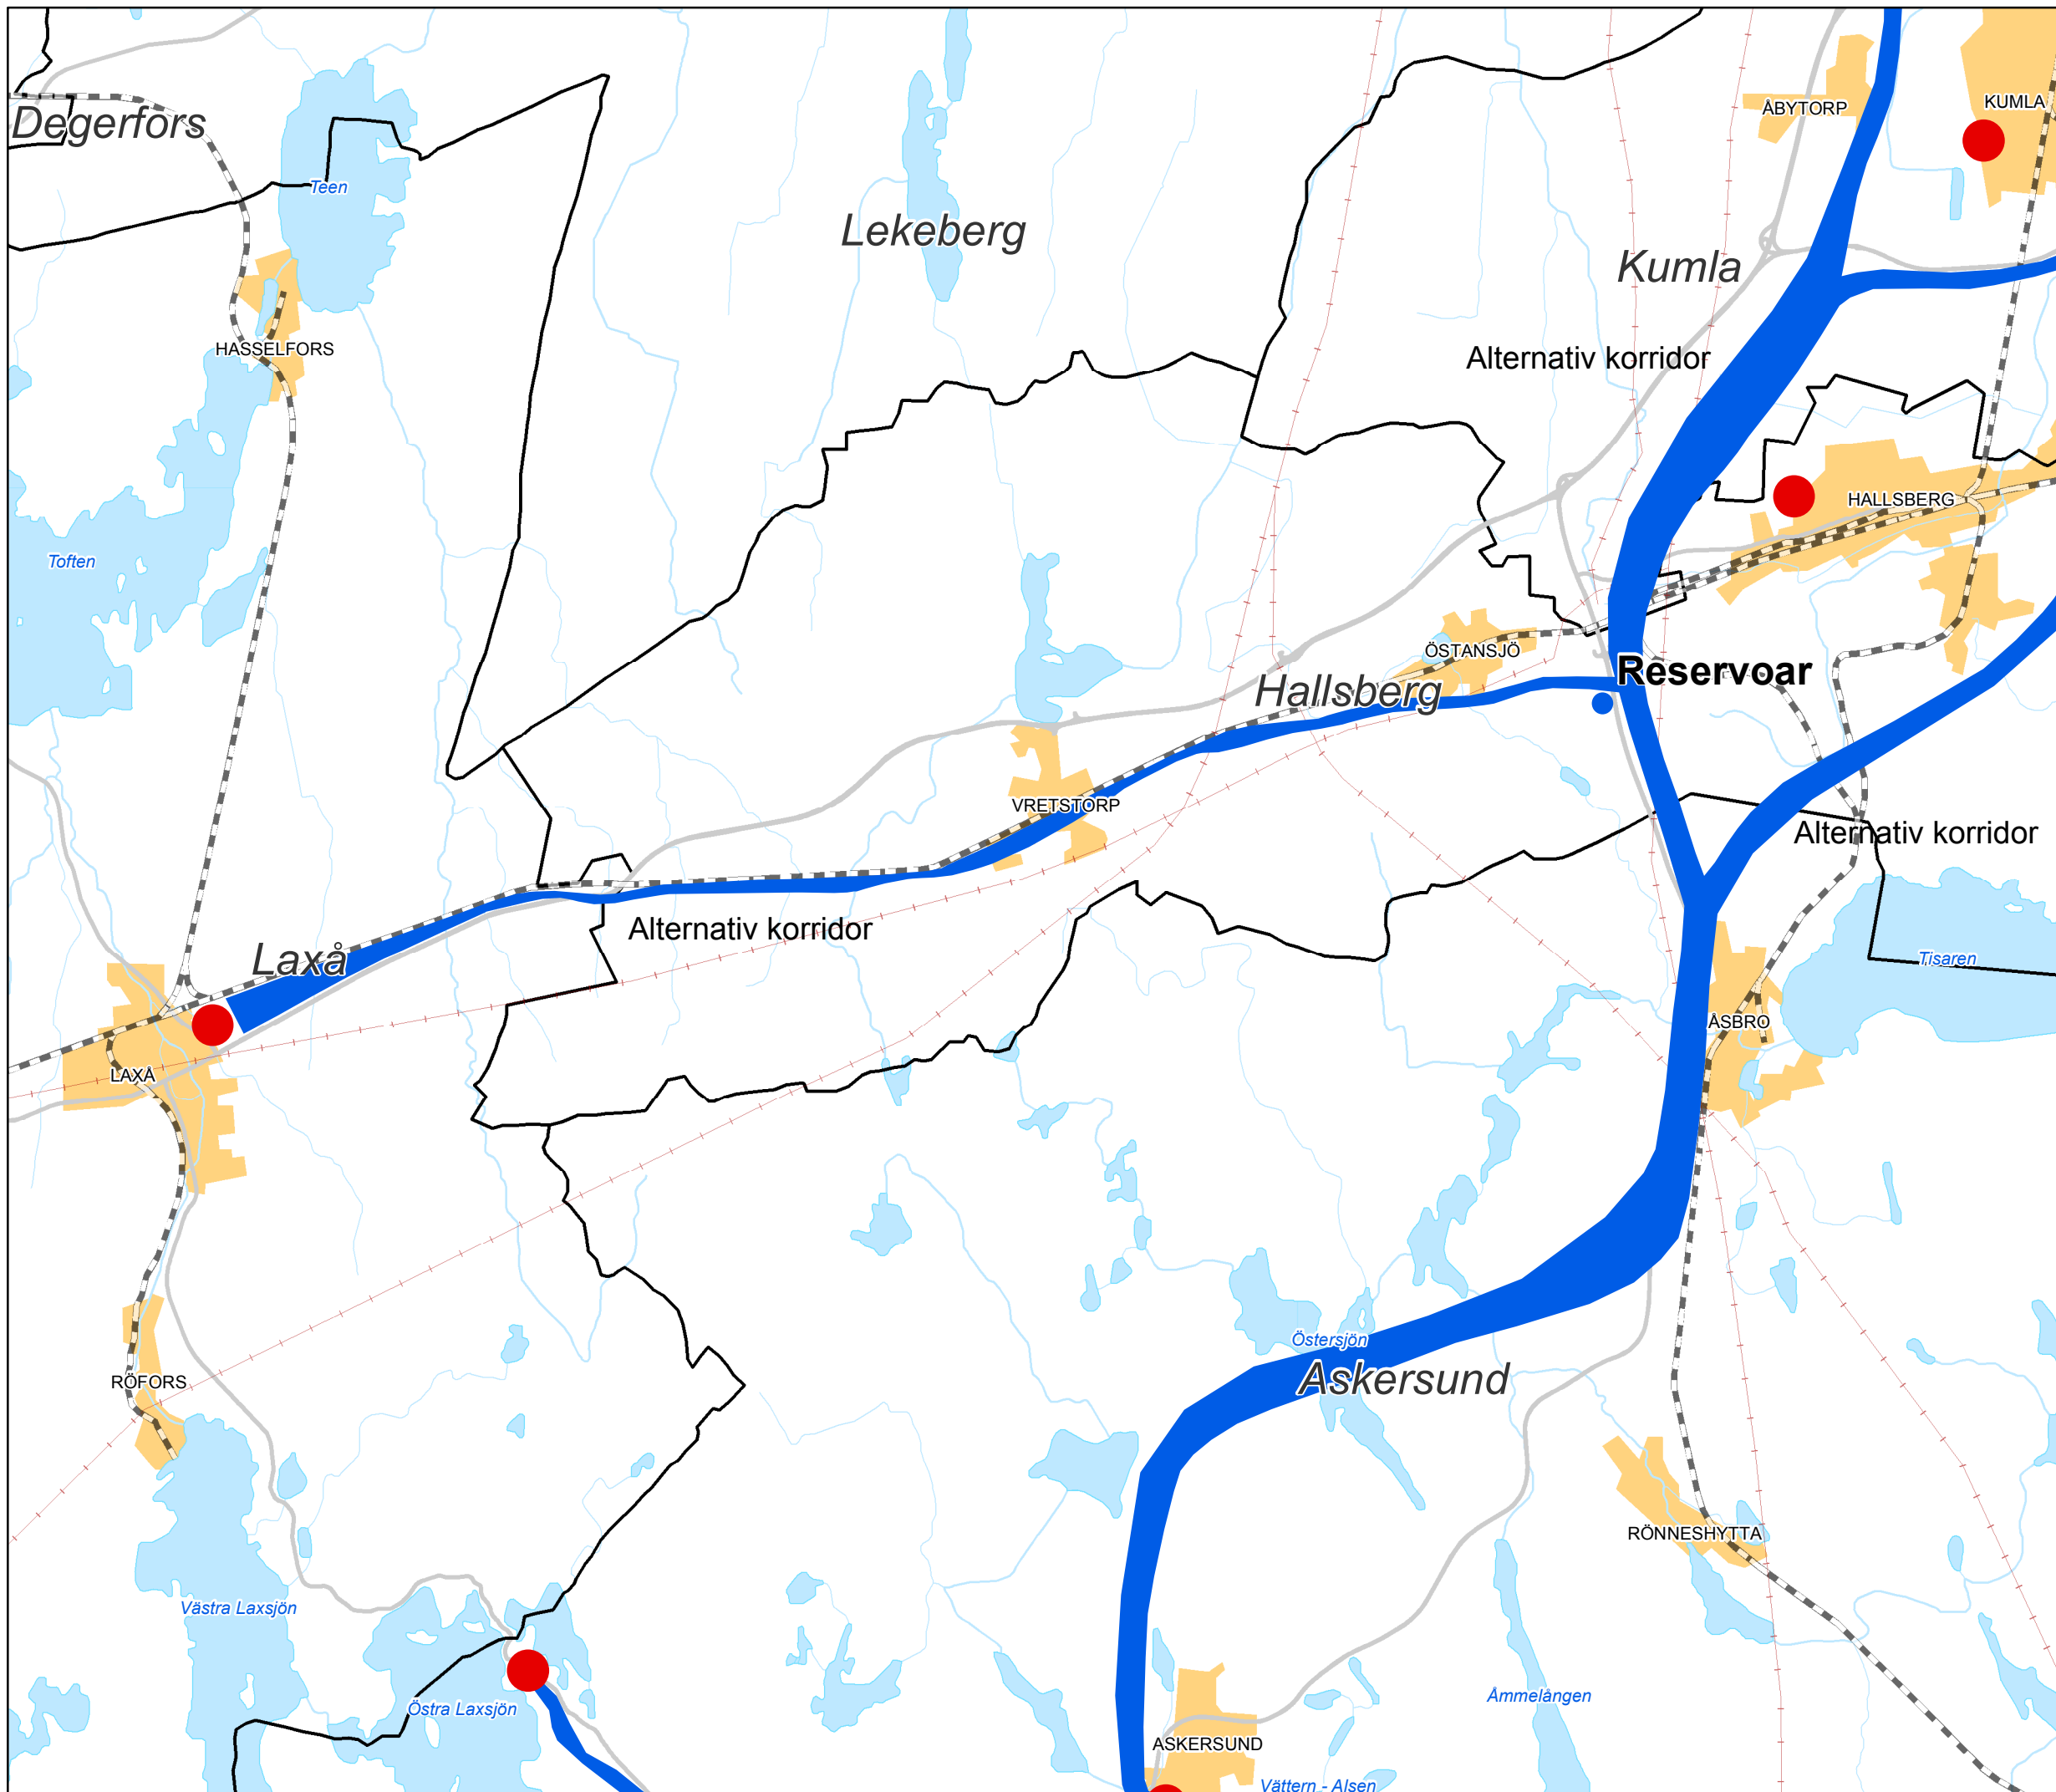 KUMLA
ÅBYTORP
Degerfors
Teen
Lekeberg
Kumla
HASSELFORS
Alternativ korridor
HALLSBERG
Toften
ÖSTANSJÖ
Reservoar
Hallsberg
VRETSTORP
Alternativ korridor
Alternativ korridor
Laxå
Tisaren
ÅSBRO
LAXÅ
Östersjön
Askersund
RÖFORS
RÖNNESHYTTA
Västra Laxsjön
Åmmelången
Östra Laxsjön
ASKERSUND
Vättern - Alsen